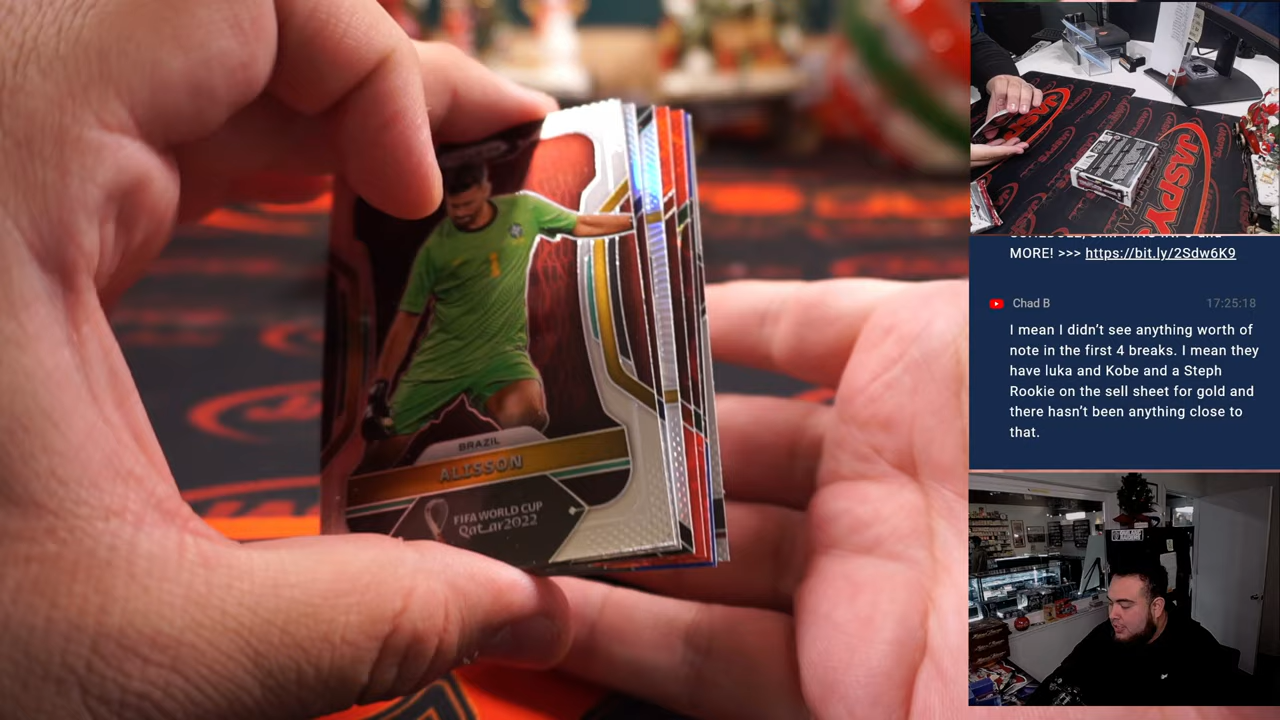 1
BRAZIL
ALISSON
FIFA WORLD CUP
Qatar2022
JASPY'S
MORE! >>> https://bit.ly/2Sdw6K9
Chad B
17:25:18
I mean I didn’t see anything worth of
note in the first 4 breaks. I mean they
have luka and Kobe and a Steph
Rookie on the sell sheet for gold and
there hasn’t been anything close to
that.